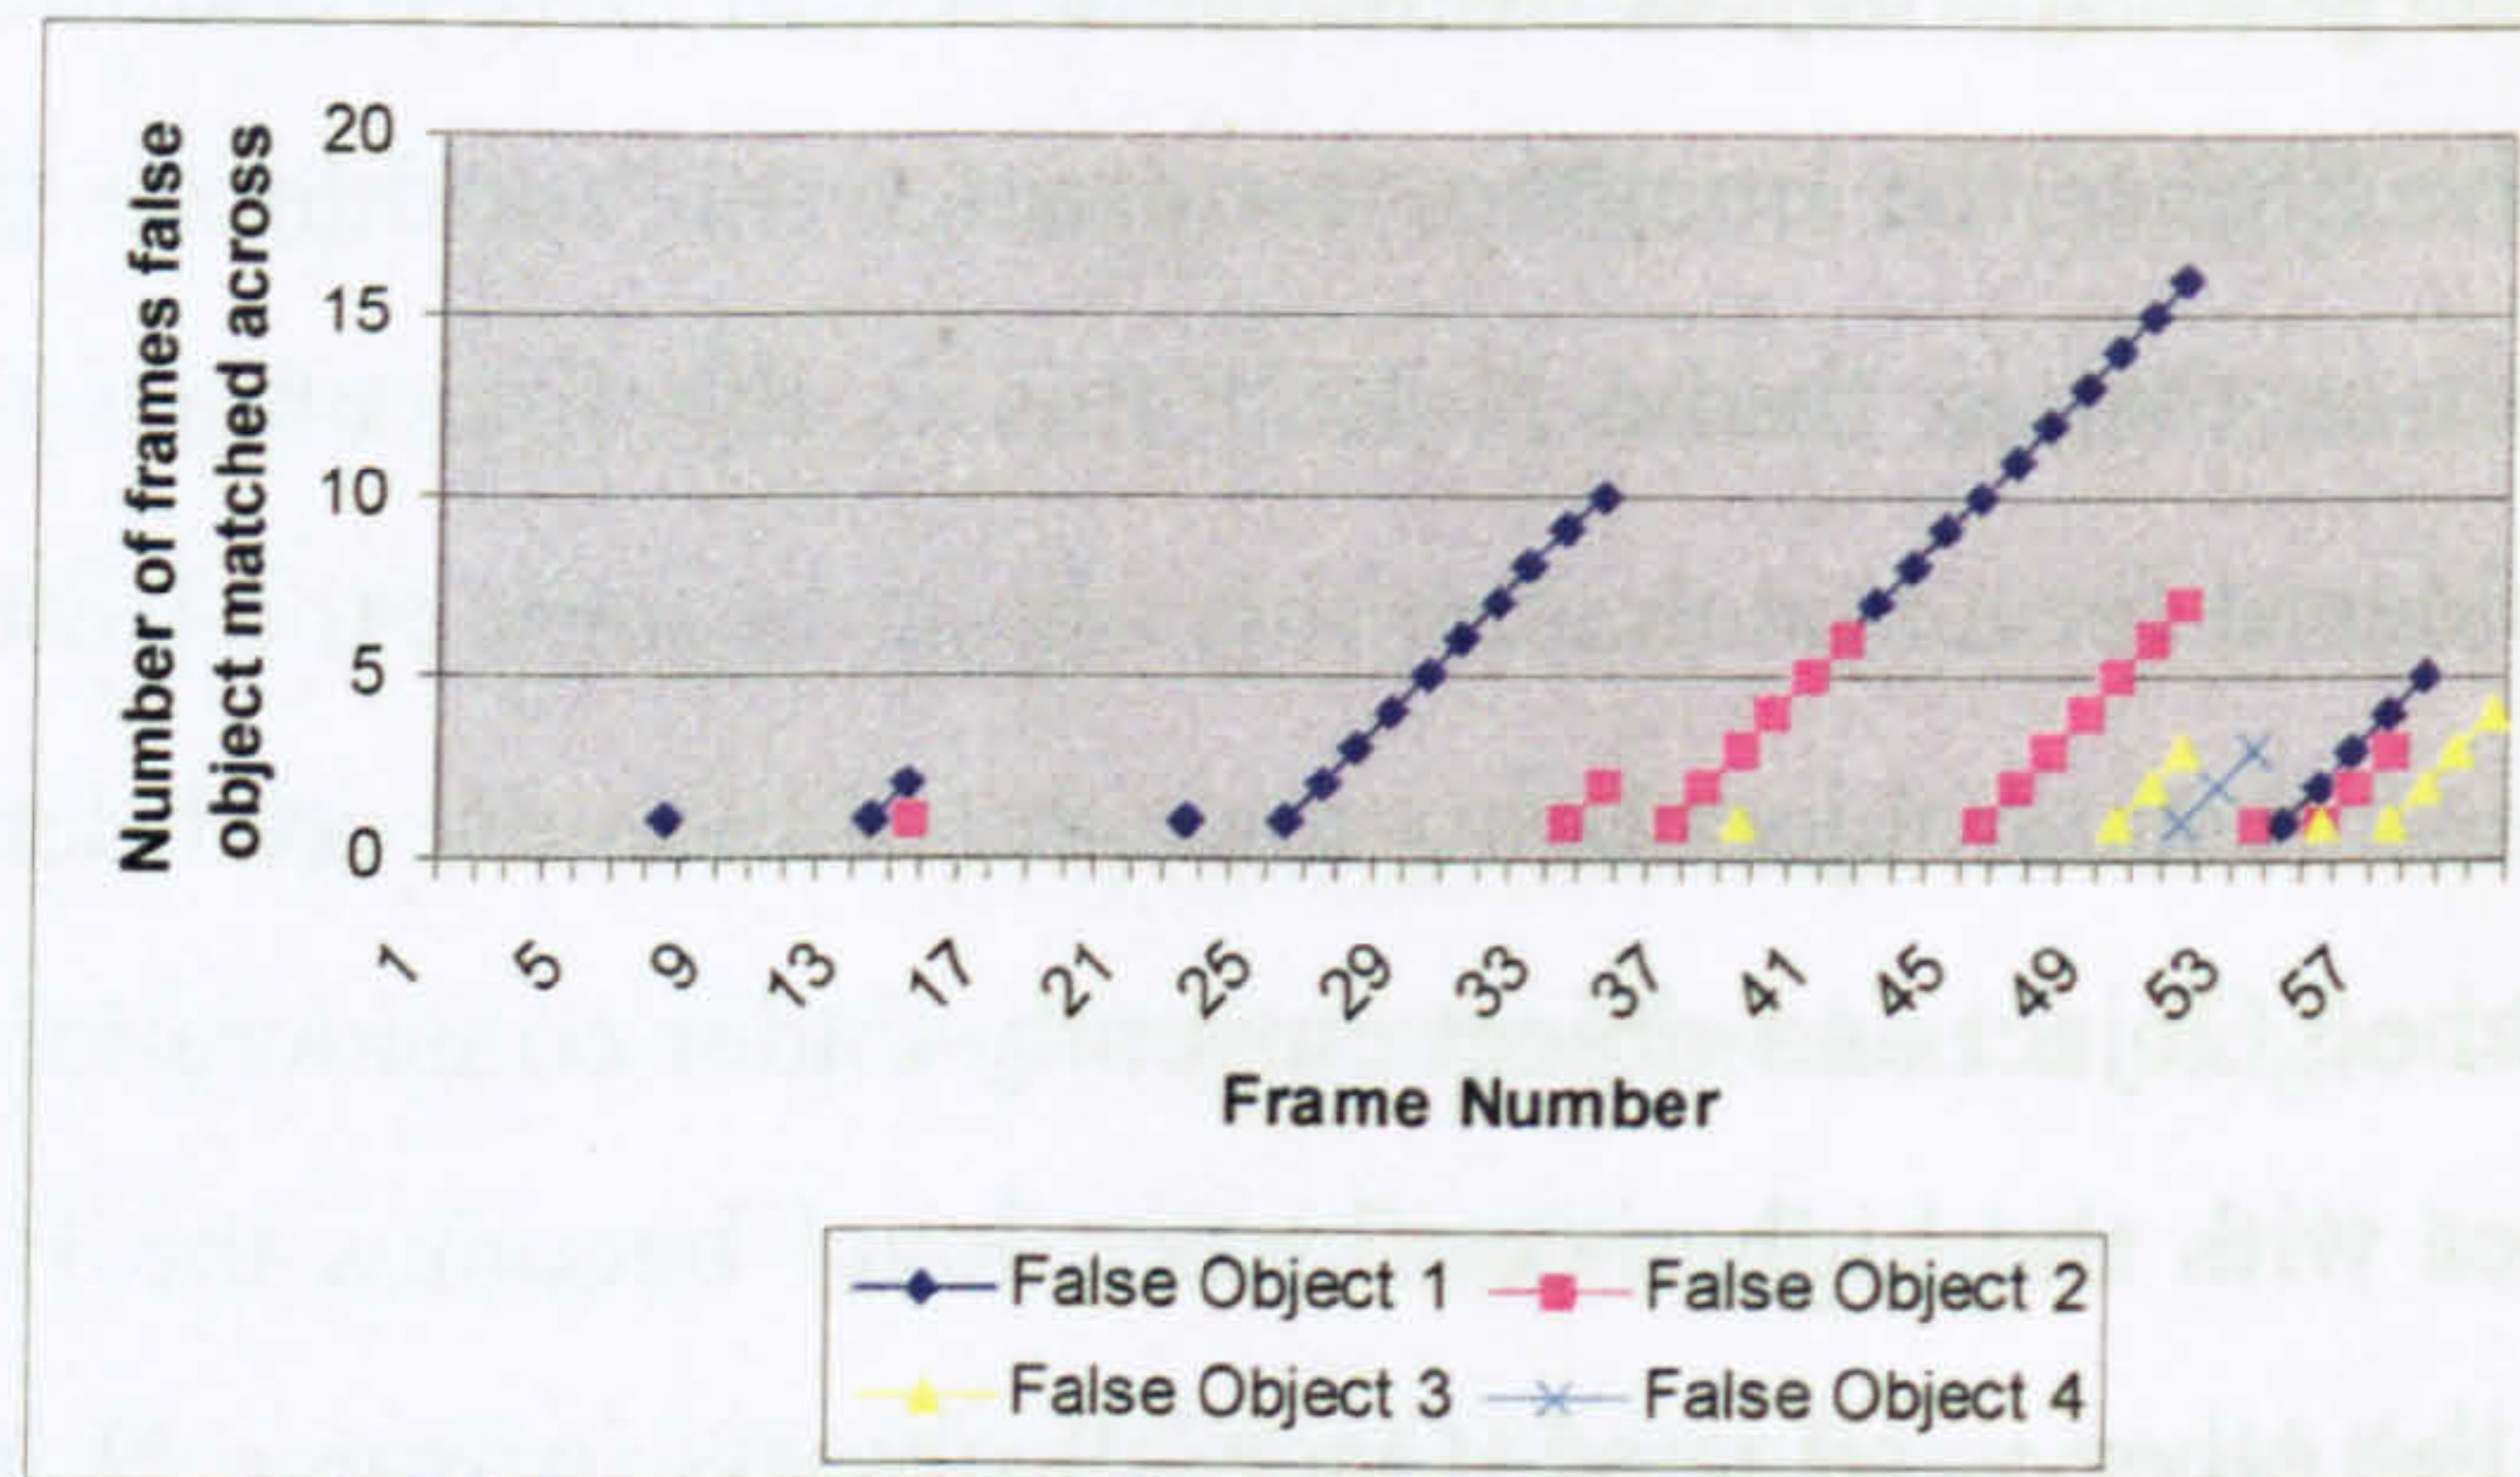 Number of frames false
object matched across
20
15
10
5
0
1 5 9 13 17 21 25 29 33 37 41 45 49 53 57
Frame Number
False Object 1 False Object 2
False Object 3 False Object 4